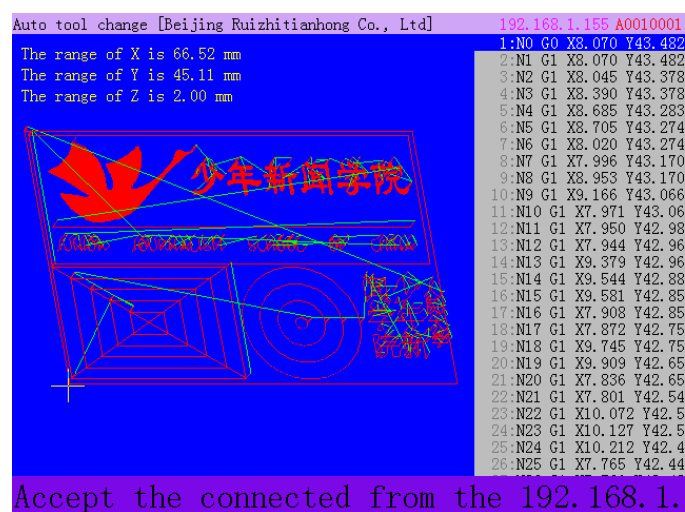 Auto tool change [Beijing Ruizhitianhong Co., Ltd]
192.168.1.155 A0010001
The range of X is 66.52 mm
The range of Y is 45.11 mm
The range of Z is 2.00 mm
少年新闻学院
JUNIOR JOURNALISM SCHOOL OF CHINA
1:N0 G0 X8.070 Y43.482
2:N1 G1 X8.070 Y43.482
3:N2 G1 X8.045 Y43.378
4:N3 G1 X8.390 Y43.378
5:N4 G1 X8.685 Y43.283
6:N5 G1 X8.705 Y43.274
7:N6 G1 X8.020 Y43.274
8:N7 G1 X7.996 Y43.170
9:N8 G1 X8.953 Y43.170
10:N9 G1 X9.166 Y43.066
11:N10 G1 X7.971 Y43.06
12:N11 G1 X7.950 Y42.98
13:N12 G1 X7.944 Y42.96
14:N13 G1 X9.379 Y42.96
15:N14 G1 X9.544 Y42.88
16:N15 G1 X9.581 Y42.85
17:N16 G1 X7.908 Y42.85
18:N17 G1 X7.872 Y42.75
19:N18 G1 X9.745 Y42.75
20:N19 G1 X9.909 Y42.65
21:N20 G1 X7.836 Y42.65
22:N21 G1 X7.801 Y42.54
23:N22 G1 X10.072 Y42.5
24:N23 G1 X10.127 Y42.5
25:N24 G1 X10.212 Y42.4
26:N25 G1 X7.765 Y42.44
Accept the connected from the 192.168.1.